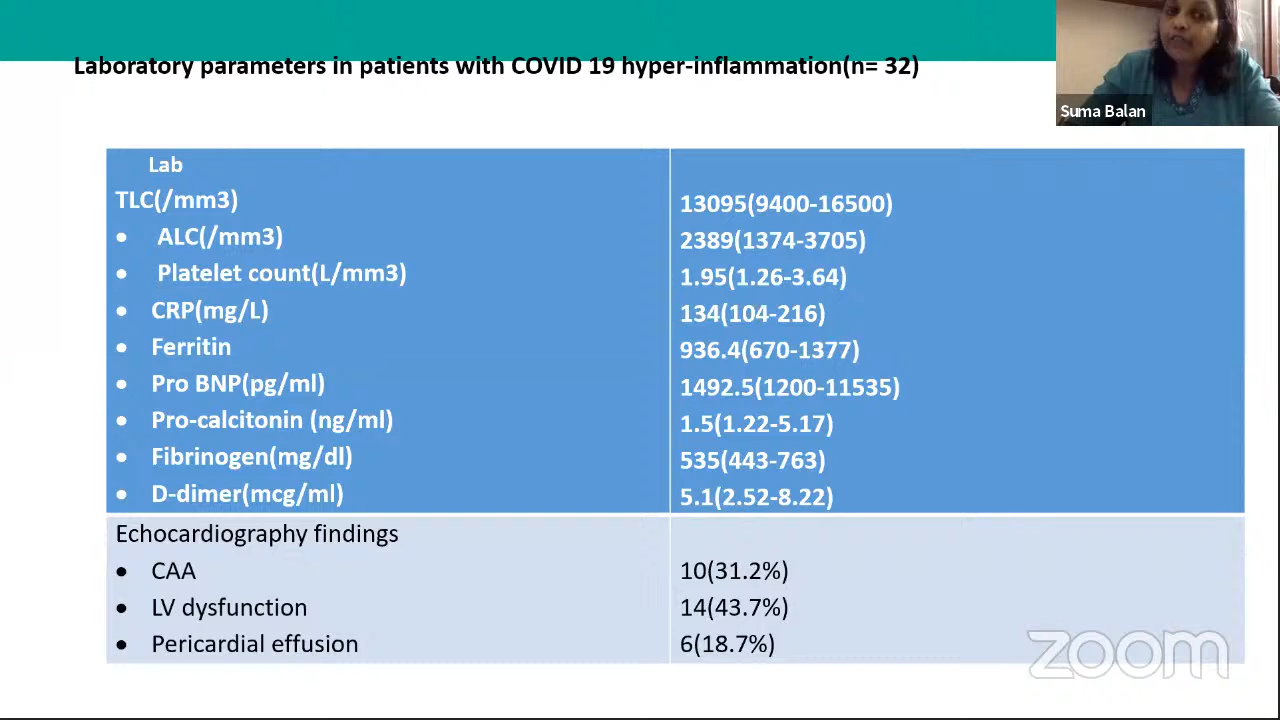 Laboratory parameters in patients with COVID 19 hyper-inflammation(n= 32)
Suma Balan
Lab
TLC(/mm3) 13095(9400-16500)
• ALC(/mm3) 2389(1374-3705)
• Platelet count(L/mm3) 1.95(1.26-3.64)
• CRP(mg/L) 134(104-216)
• Ferritin 936.4(670-1377)
• Pro BNP(pg/ml) 1492.5(1200-11535)
• Pro-calcitonin (ng/ml) 1.5(1.22-5.17)
• Fibrinogen(mg/dl) 535(443-763)
• D-dimer(mcg/ml) 5.1(2.52-8.22)
Echocardiography findings
• CAA 10(31.2%)
• LV dysfunction 14(43.7%)
• Pericardial effusion 6(18.7%)
zoom